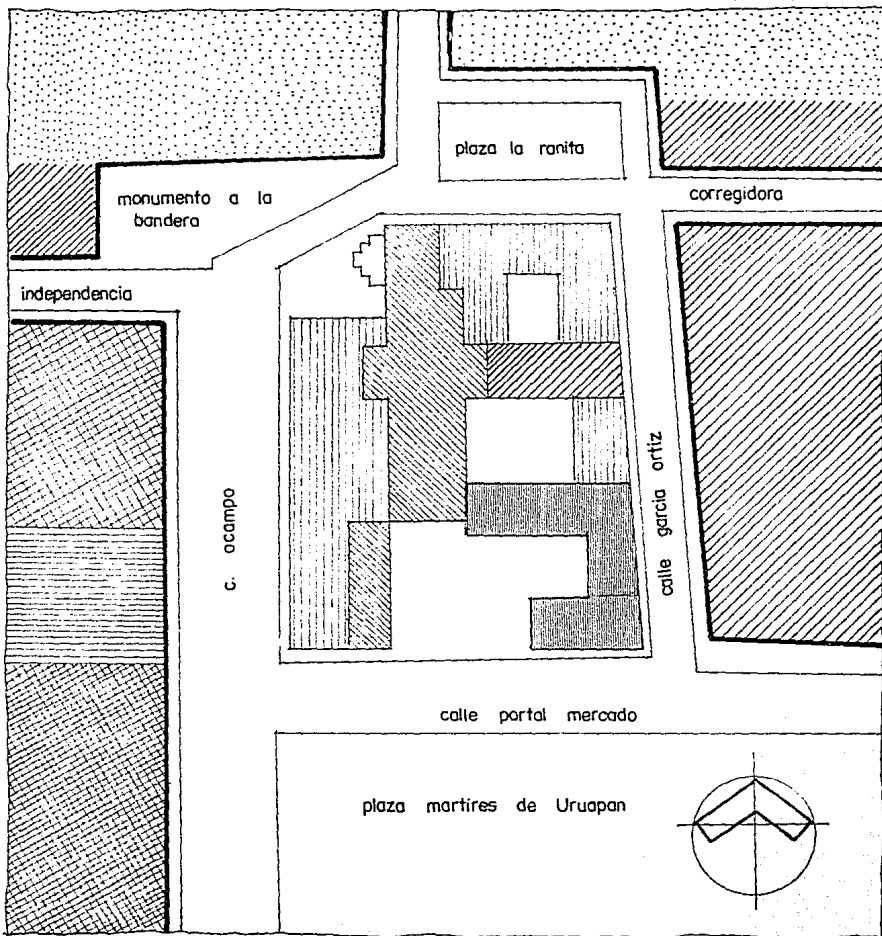 plaza la ranita
monumento a la
bandera
corregidora
independencia
c. ocampo
calle garcia ortiz
calle portal mercado
plaza martires de Uruapan